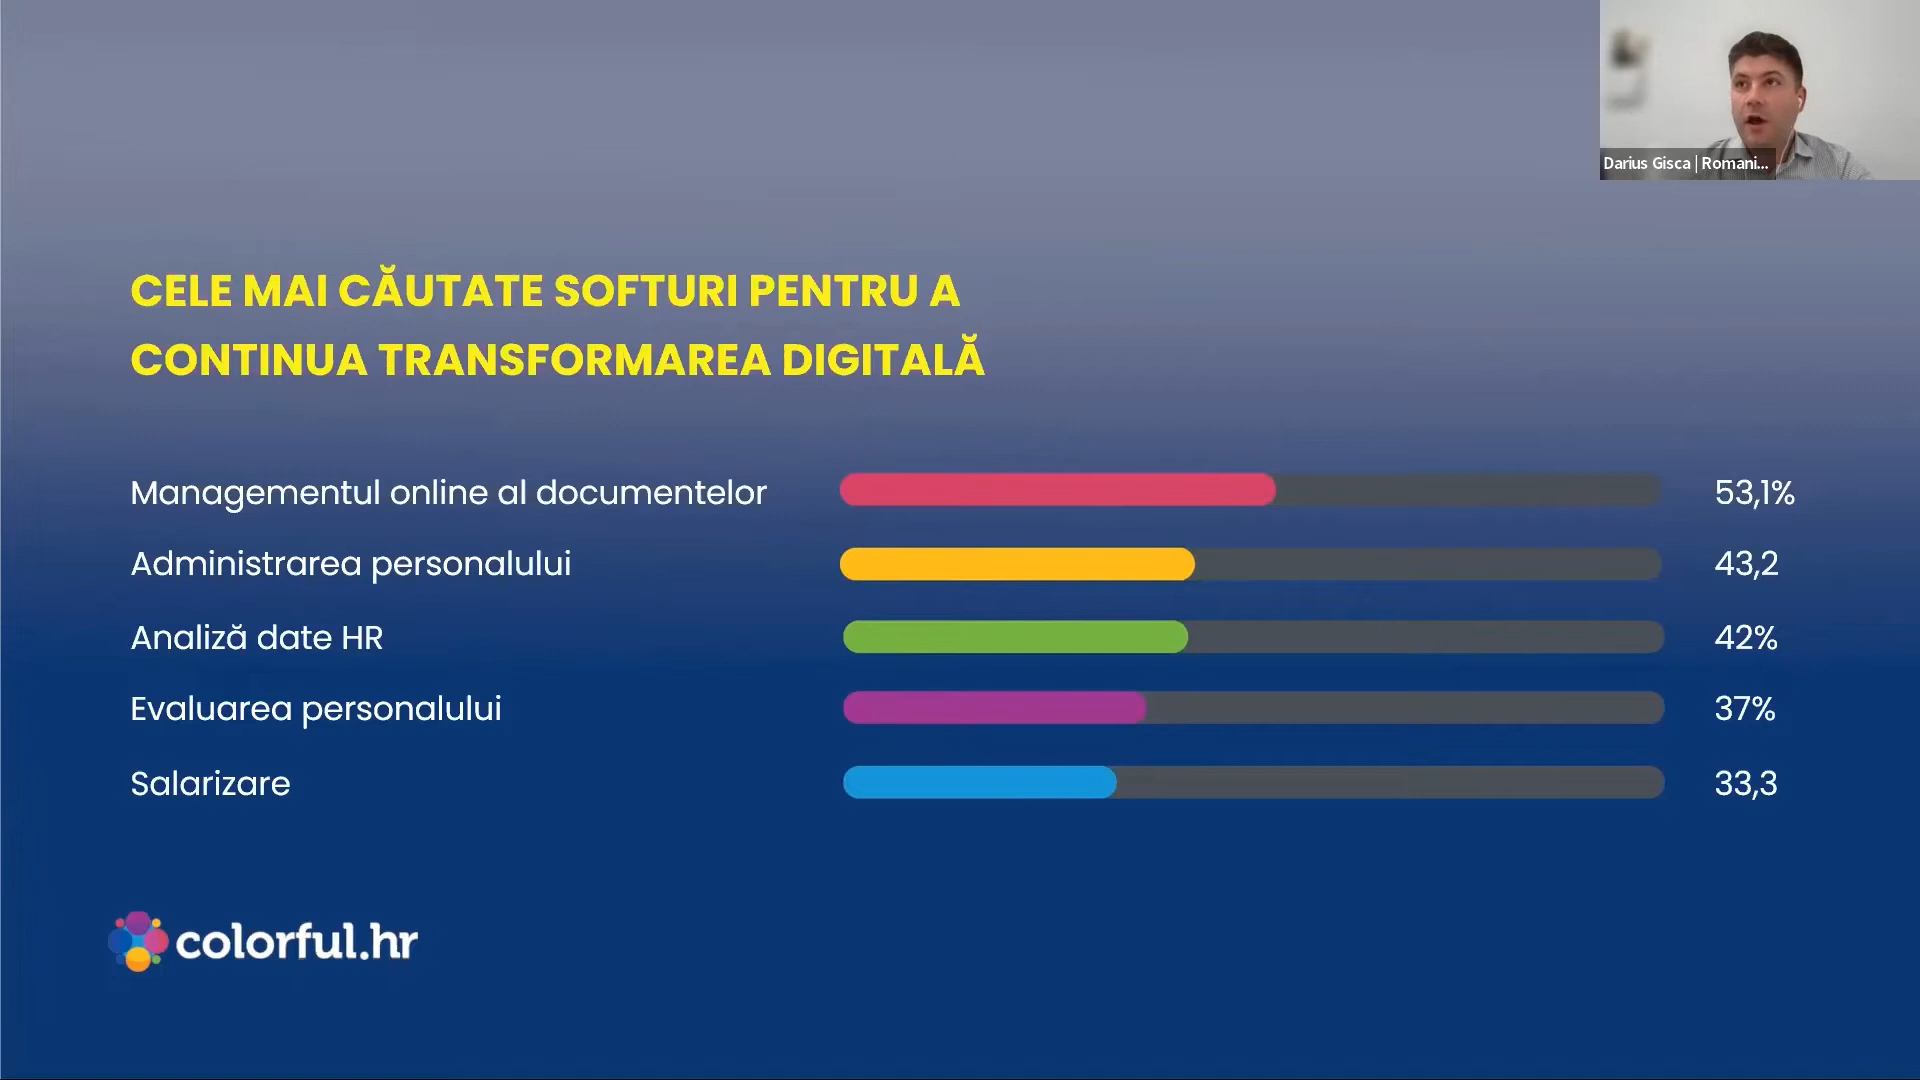 Darius Gisca | Romani...
CELE MAI CĂUTATE SOFTURI PENTRU A
CONTINUA TRANSFORMAREA DIGITALĂ
Managementul online al documentelor 53,1%
Administrarea personalului 43,2
Analiză date HR 42%
Evaluarea personalului 37%
Salarizare 33,3
colorful.hr